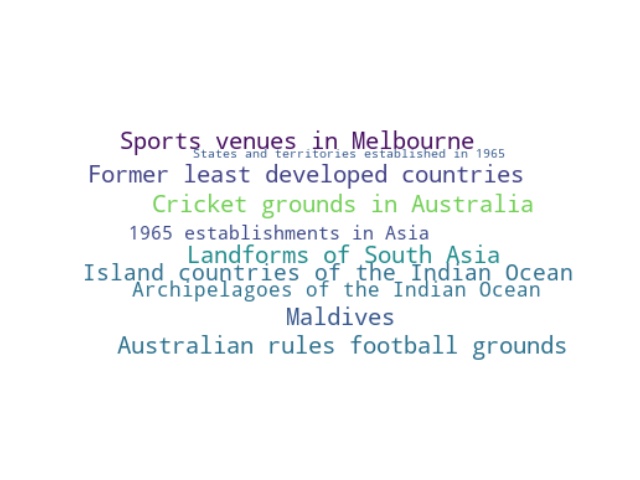 Sports venues in Melbourne
States and territories established in 1965
Former least developed countries
Cricket grounds in Australia
1965 establishments in Asia
Landforms of South Asia
Island countries of the Indian Ocean
Archipelagoes of the Indian Ocean
Maldives
Australian rules football grounds